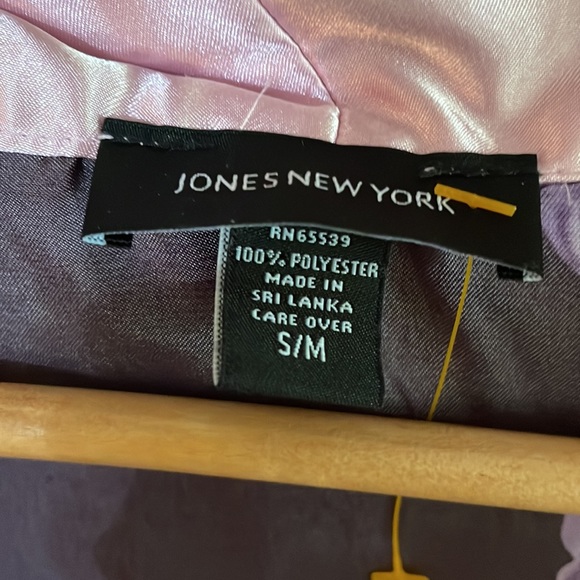 JONES NEW YORK
RN65539
100% POLYESTER
MADE IN
SRI LANKA
CARE OVER
S/M